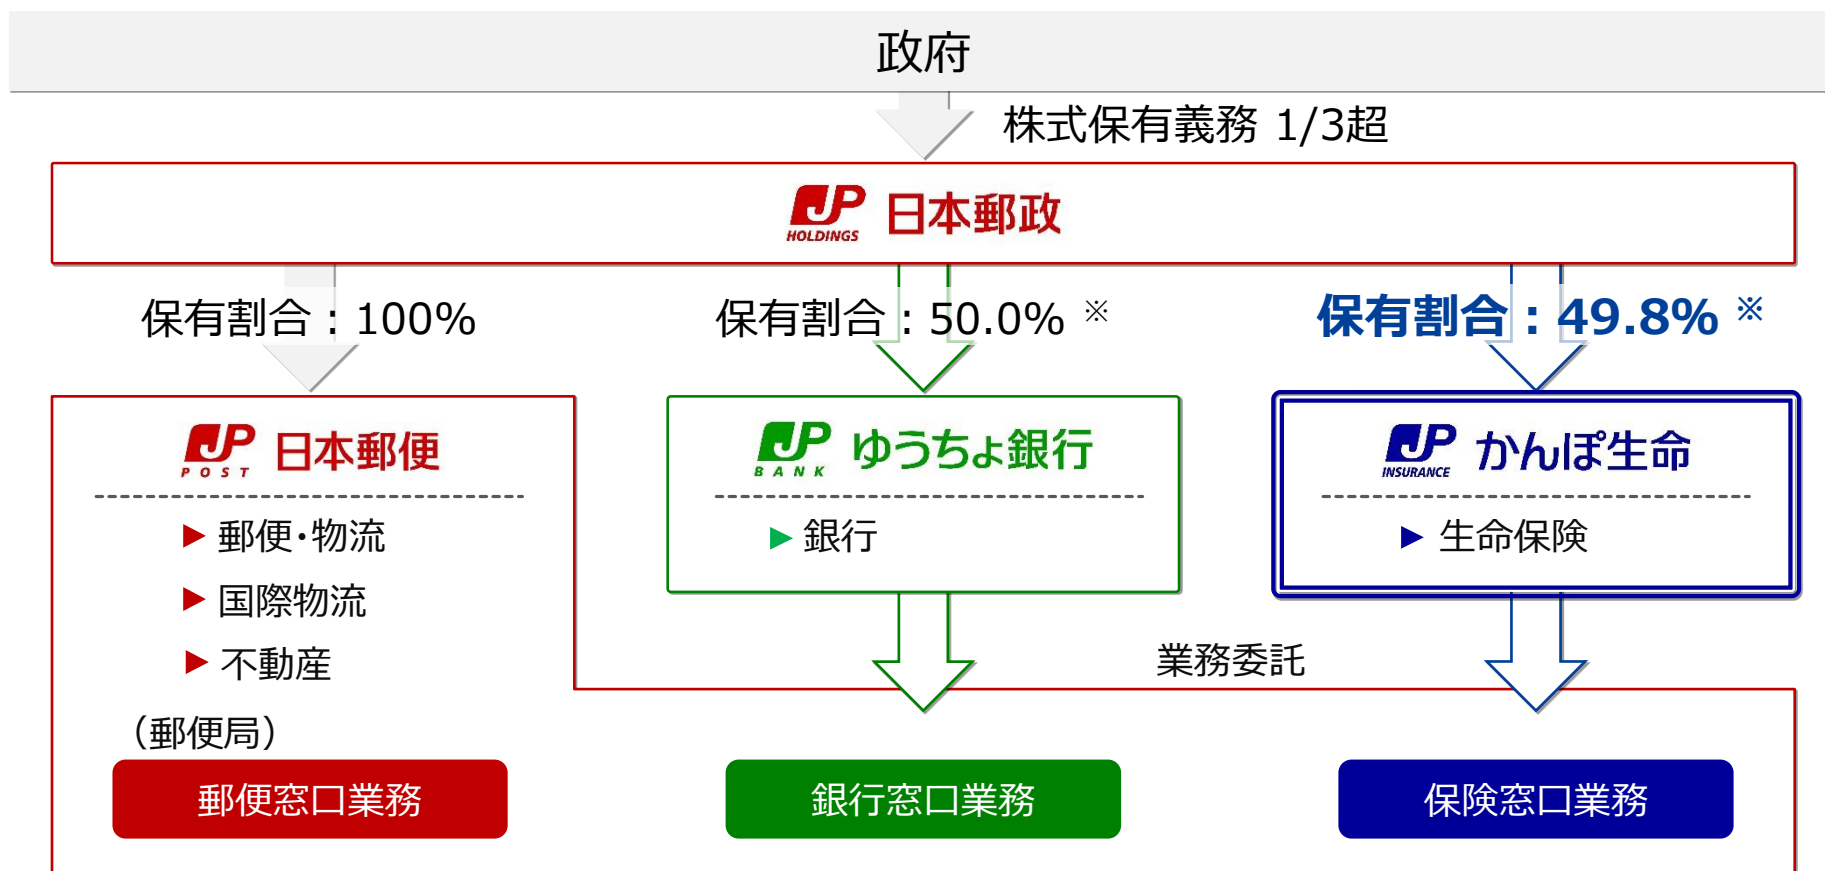 政府
株式保有義務 1/3超
JP HOLDINGS 日本郵政
保有割合：100%
保有割合：50.0% ※
保有割合：49.8% ※
JP POST 日本郵便
JP BANK ゆうちょ銀行
JP INSURANCE かんぽ生命
▶ 郵便・物流
▶ 銀行
▶ 生命保険
▶ 国際物流
▶ 不動産
業務委託
（郵便局）
郵便窓口業務
銀行窓口業務
保険窓口業務